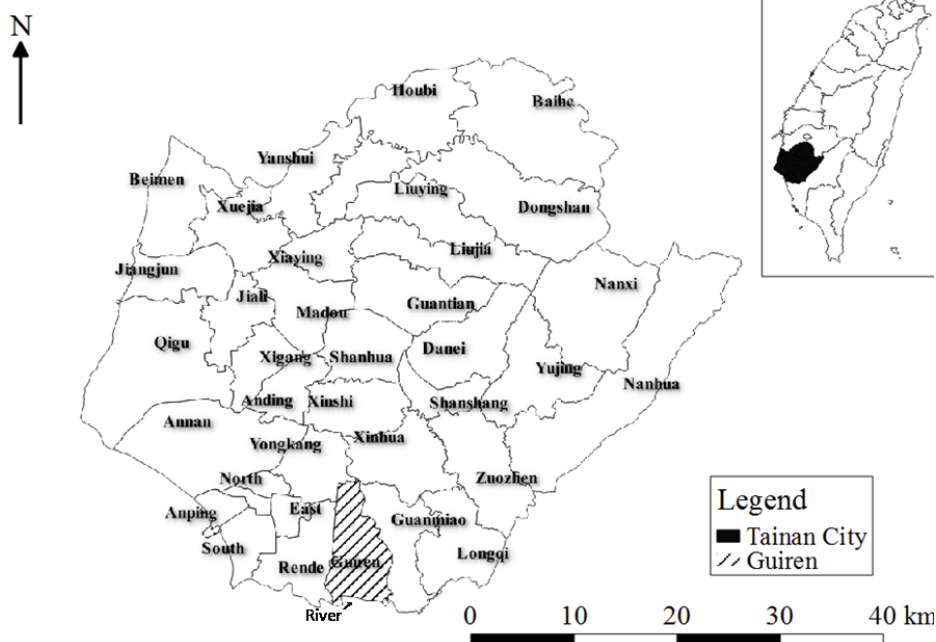 N
Houbi
Baihe
Yanshui
Beimen
Liuying
Xuejia
Dongshan
Liujia
Xiaying
Jiangjun
Nanxi
Jiali
Guantian
Madou
Qigu
Danei
Xigang
Shanhua
Yujing
Nanhua
Anding
Xinshi
Shanshang
Annan
Xinhua
Yongkang
North
Zuozhen
East
Anping
Guanmiao
South
Longqi
Rende
Guiren
River
Legend
Tainan City
Guiren
0 10 20 30 40 km